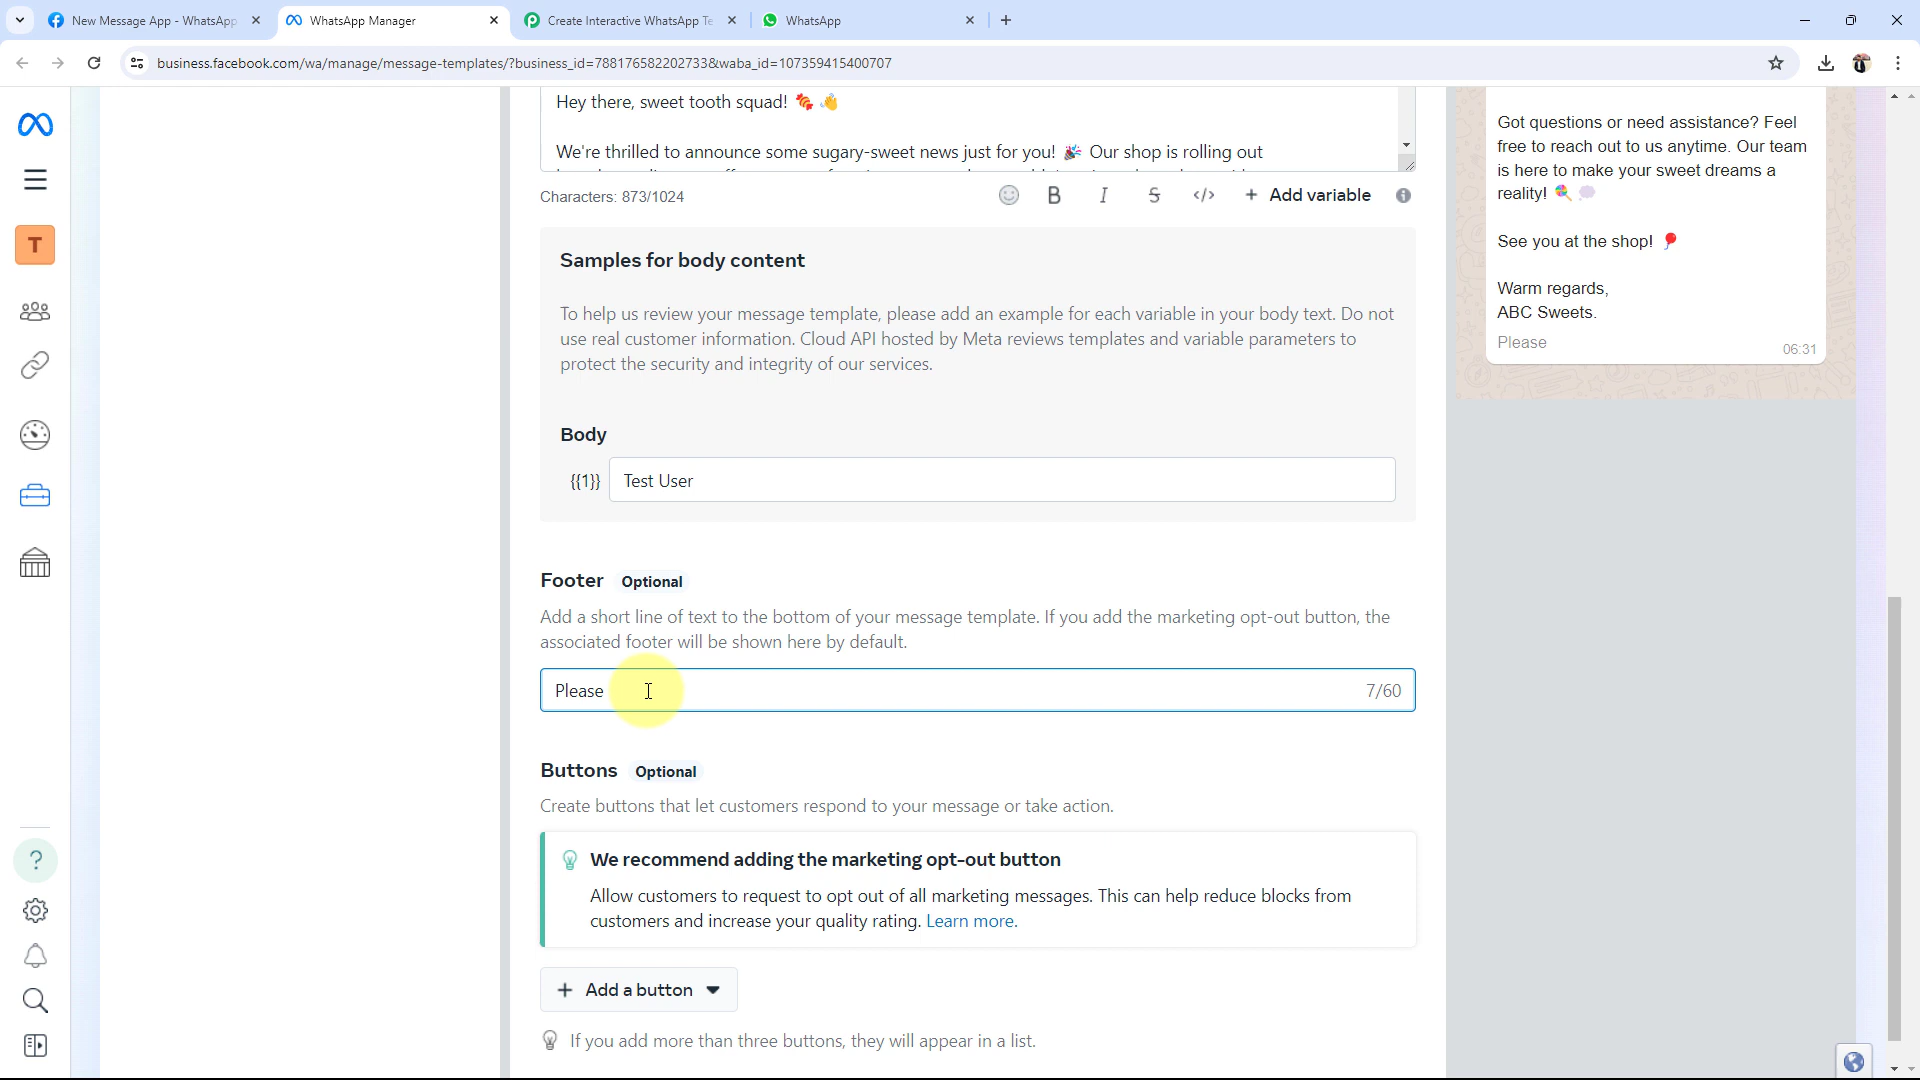 New Message App - WhatsApp
WhatsApp Manager
Create Interactive WhatsApp Te
WhatsApp
business.facebook.com/wa/manage/message-templates/?business_id=788176582202733&waba_id=107359415400707
T
?
Hey there, sweet tooth squad! 🍬 👋
We're thrilled to announce some sugary-sweet news just for you! 🎉 Our shop is rolling out
Characters: 873/1024
B I S </> + Add variable
Samples for body content
To help us review your message template, please add an example for each variable in your body text. Do not
use real customer information. Cloud API hosted by Meta reviews templates and variable parameters to
protect the security and integrity of our services.
Body
{{1}} Test User
Footer Optional
Add a short line of text to the bottom of your message template. If you add the marketing opt-out button, the
associated footer will be shown here by default.
Please 7/60
Buttons Optional
Create buttons that let customers respond to your message or take action.
We recommend adding the marketing opt-out button
Allow customers to request to opt out of all marketing messages. This can help reduce blocks from
customers and increase your quality rating. Learn more.
+ Add a button
If you add more than three buttons, they will appear in a list.
Got questions or need assistance? Feel
free to reach out to us anytime. Our team
is here to make your sweet dreams a
reality! 🍭 💭
See you at the shop! 🎈
Warm regards,
ABC Sweets.
Please
06:31